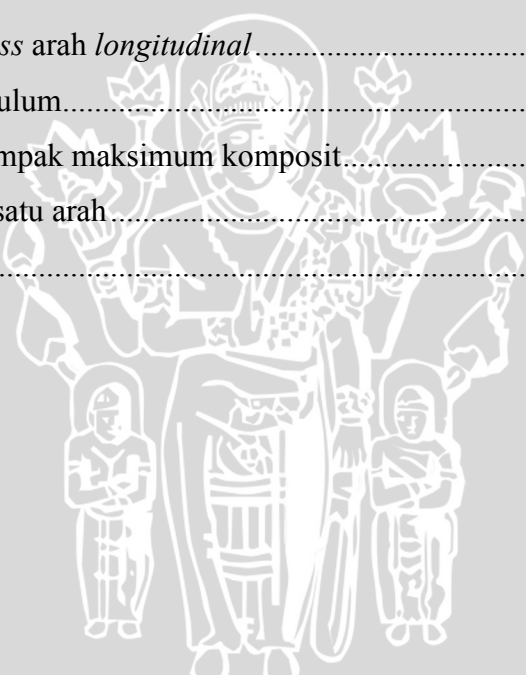 ss arah longitudinal....................................
ulum................................................................
mpak maksimum komposit........................
satu arah.........................................................
........................................................................